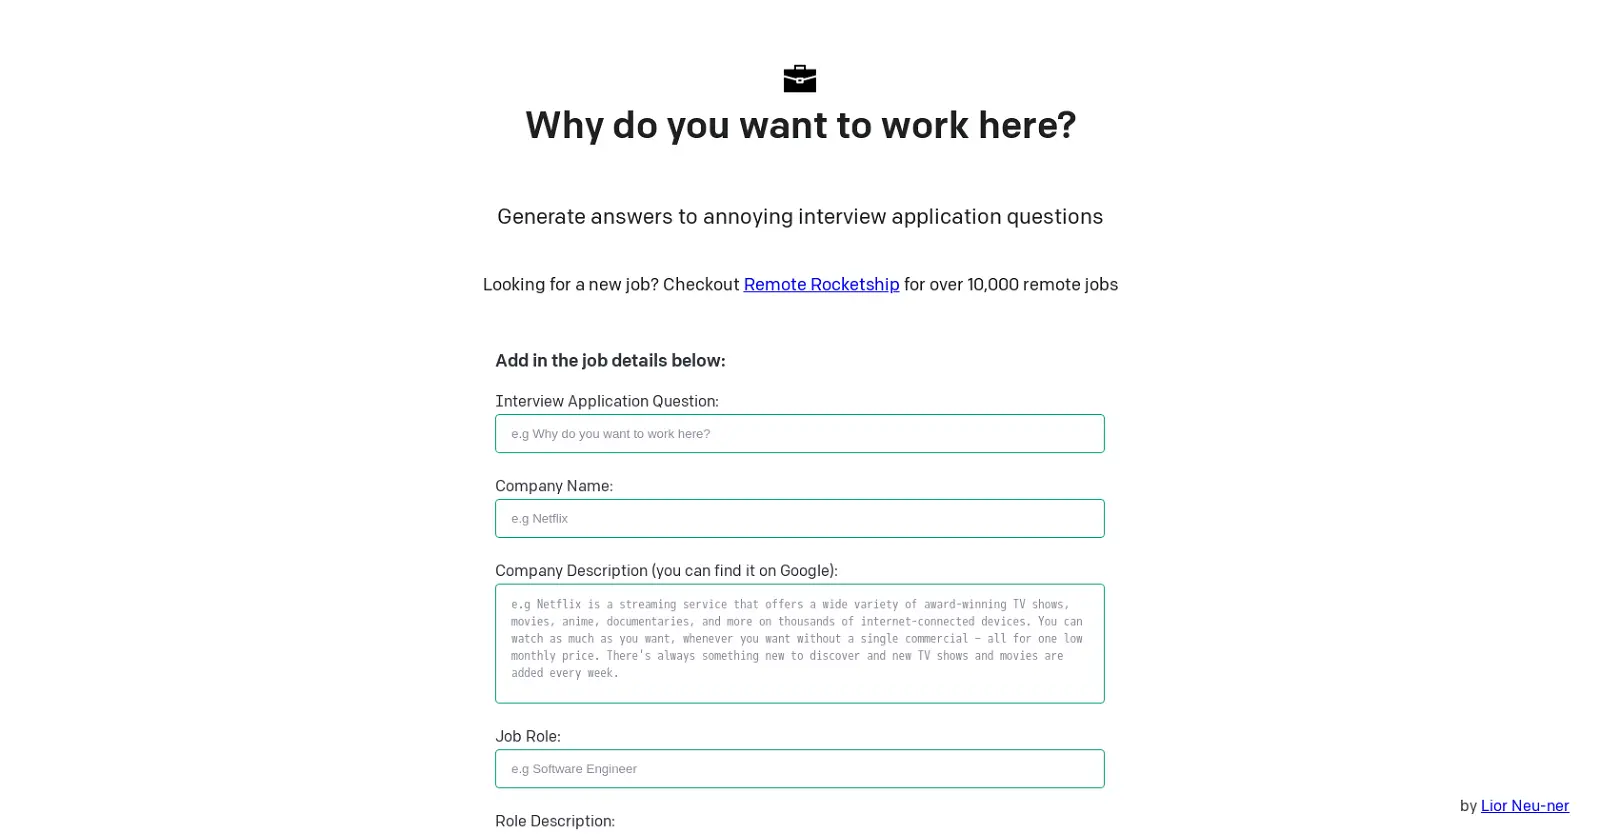 Why do you want to work here?
Generate answers to annoying interview application questions
Looking for a new job? Checkout Remote Rocketship for over 10,000 remote jobs
Add in the job details below:
Interview Application Question:
e.g Why do you want to work here?
Company Name:
e.g Netflix
Company Description (you can find it on Google):
e.g Netflix is a streaming service that offers a wide variety of award-winning TV shows,
movies, anime, documentaries, and more on thousands of internet-connected devices. You can
watch as much as you want, whenever you want without a single commercial – all for one low
monthly price. There's always something new to discover and new TV shows and movies are
added every week.
Job Role:
e.g Software Engineer
Role Description:
by Lior Neu-ner